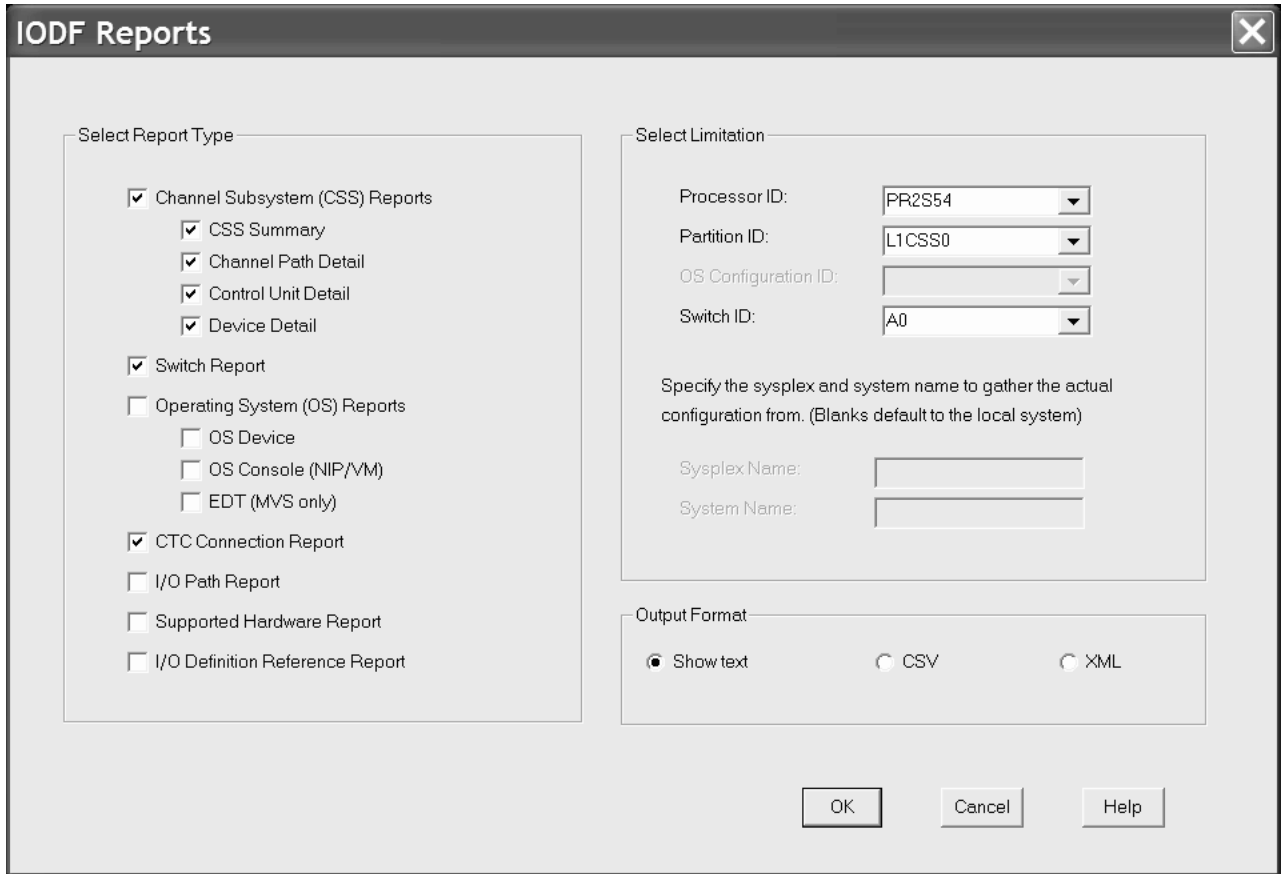 IODF Reports
Select Report Type
Channel Subsystem (CSS) Reports
CSS Summary
Channel Path Detail
Control Unit Detail
Device Detail
Switch Report
Operating System (OS) Reports
OS Device
OS Console (NIP/VM)
EDT (MVS only)
CTC Connection Report
I/O Path Report
Supported Hardware Report
I/O Definition Reference Report
Select Limitation
Processor ID: PR2S54
Partition ID: L1CSS0
OS Configuration ID:
Switch ID: A0
Specify the sysplex and system name to gather the actual
configuration from. (Blanks default to the local system)
Sysplex Name:
System Name:
Output Format
Show text CSV XML
OK Cancel Help